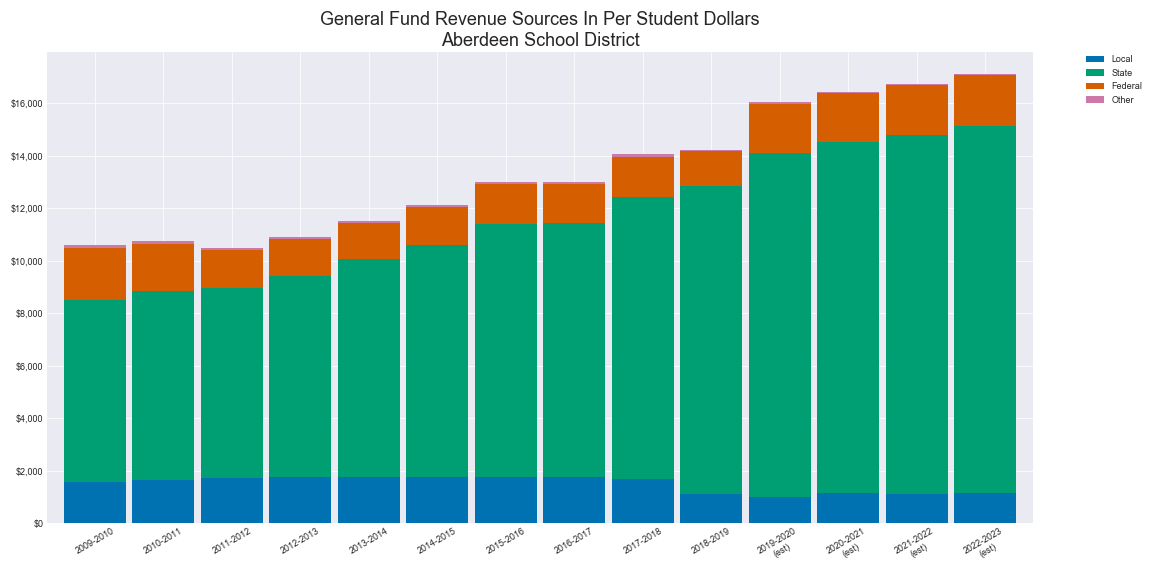 General Fund Revenue Sources In Per Student Dollars
Aberdeen School District
Local
State
Federal
Other
$16,000
$14,000
$12,000
$10,000
$8,000
$6,000
$4,000
$2,000
$0
2009-2010
2010-2011
2011-2012
2012-2013
2013-2014
2014-2015
2015-2016
2016-2017
2017-2018
2018-2019
2019-2020
(est)
2020-2021
(est)
2021-2022
(est)
2022-2023
(est)